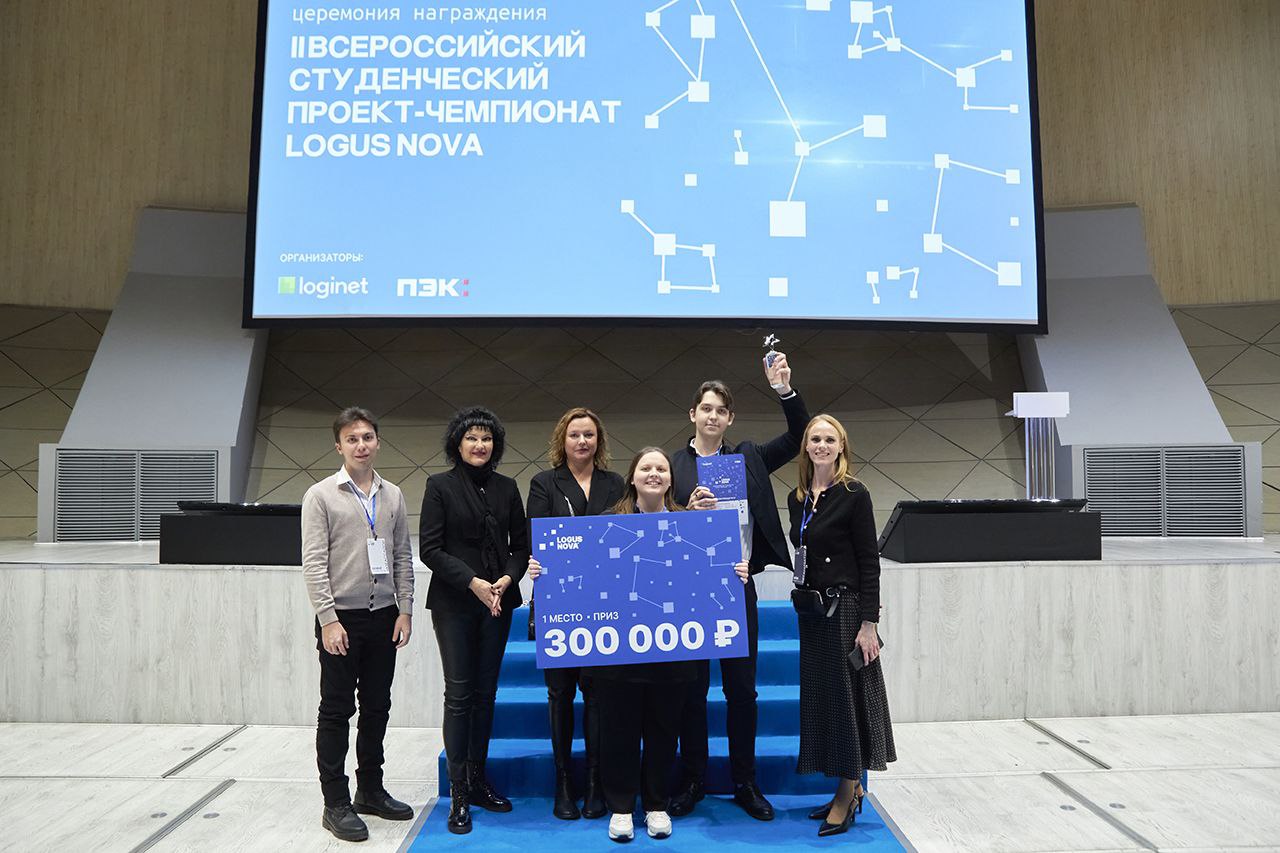 церемония награждения
II ВСЕРОССИЙСКИЙ
СТУДЕНЧЕСКИЙ
ПРОЕКТ-ЧЕМПИОНАТ
LOGUS NOVA
ОРГАНИЗАТОРЫ:
loginet ПЭК:
LOGUS
NOVA
1 МЕСТО • ПРИЗ
300 000 ₽